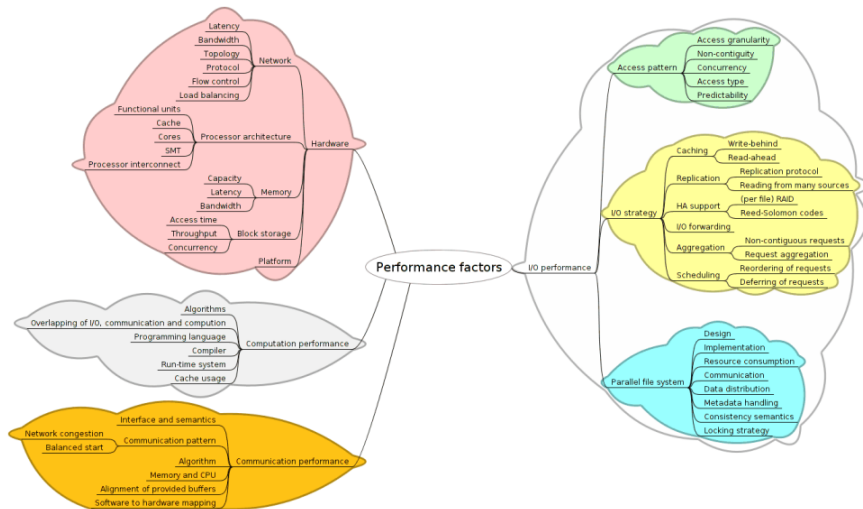 Performance factors
Hardware
Network
Latency
Bandwidth
Topology
Protocol
Flow control
Load balancing
Processor architecture
Functional units
Cache
Cores
SMT
Processor interconnect
Memory
Capacity
Latency
Bandwidth
Block storage
Access time
Throughput
Concurrency
Platform
Computation performance
Algorithms
Overlapping of I/O, communication and compution
Programming language
Compiler
Run-time system
Cache usage
Communication performance
Interface and semantics
Communication pattern
Network congestion
Balanced start
Algorithm
Memory and CPU
Alignment of provided buffers
Software to hardware mapping
I/O performance
Access pattern
Access granularity
Non-contiguity
Concurrency
Access type
Predictability
I/O strategy
Caching
Write-behind
Read-ahead
Replication
Replication protocol
Reading from many sources
HA support
(per file) RAID
Reed-Solomon codes
I/O forwarding
Aggregation
Non-contiguous requests
Request aggregation
Scheduling
Reordering of requests
Deferring of requests
Parallel file system
Design
Implementation
Resource consumption
Communication
Data distribution
Metadata handling
Consistency semantics
Locking strategy